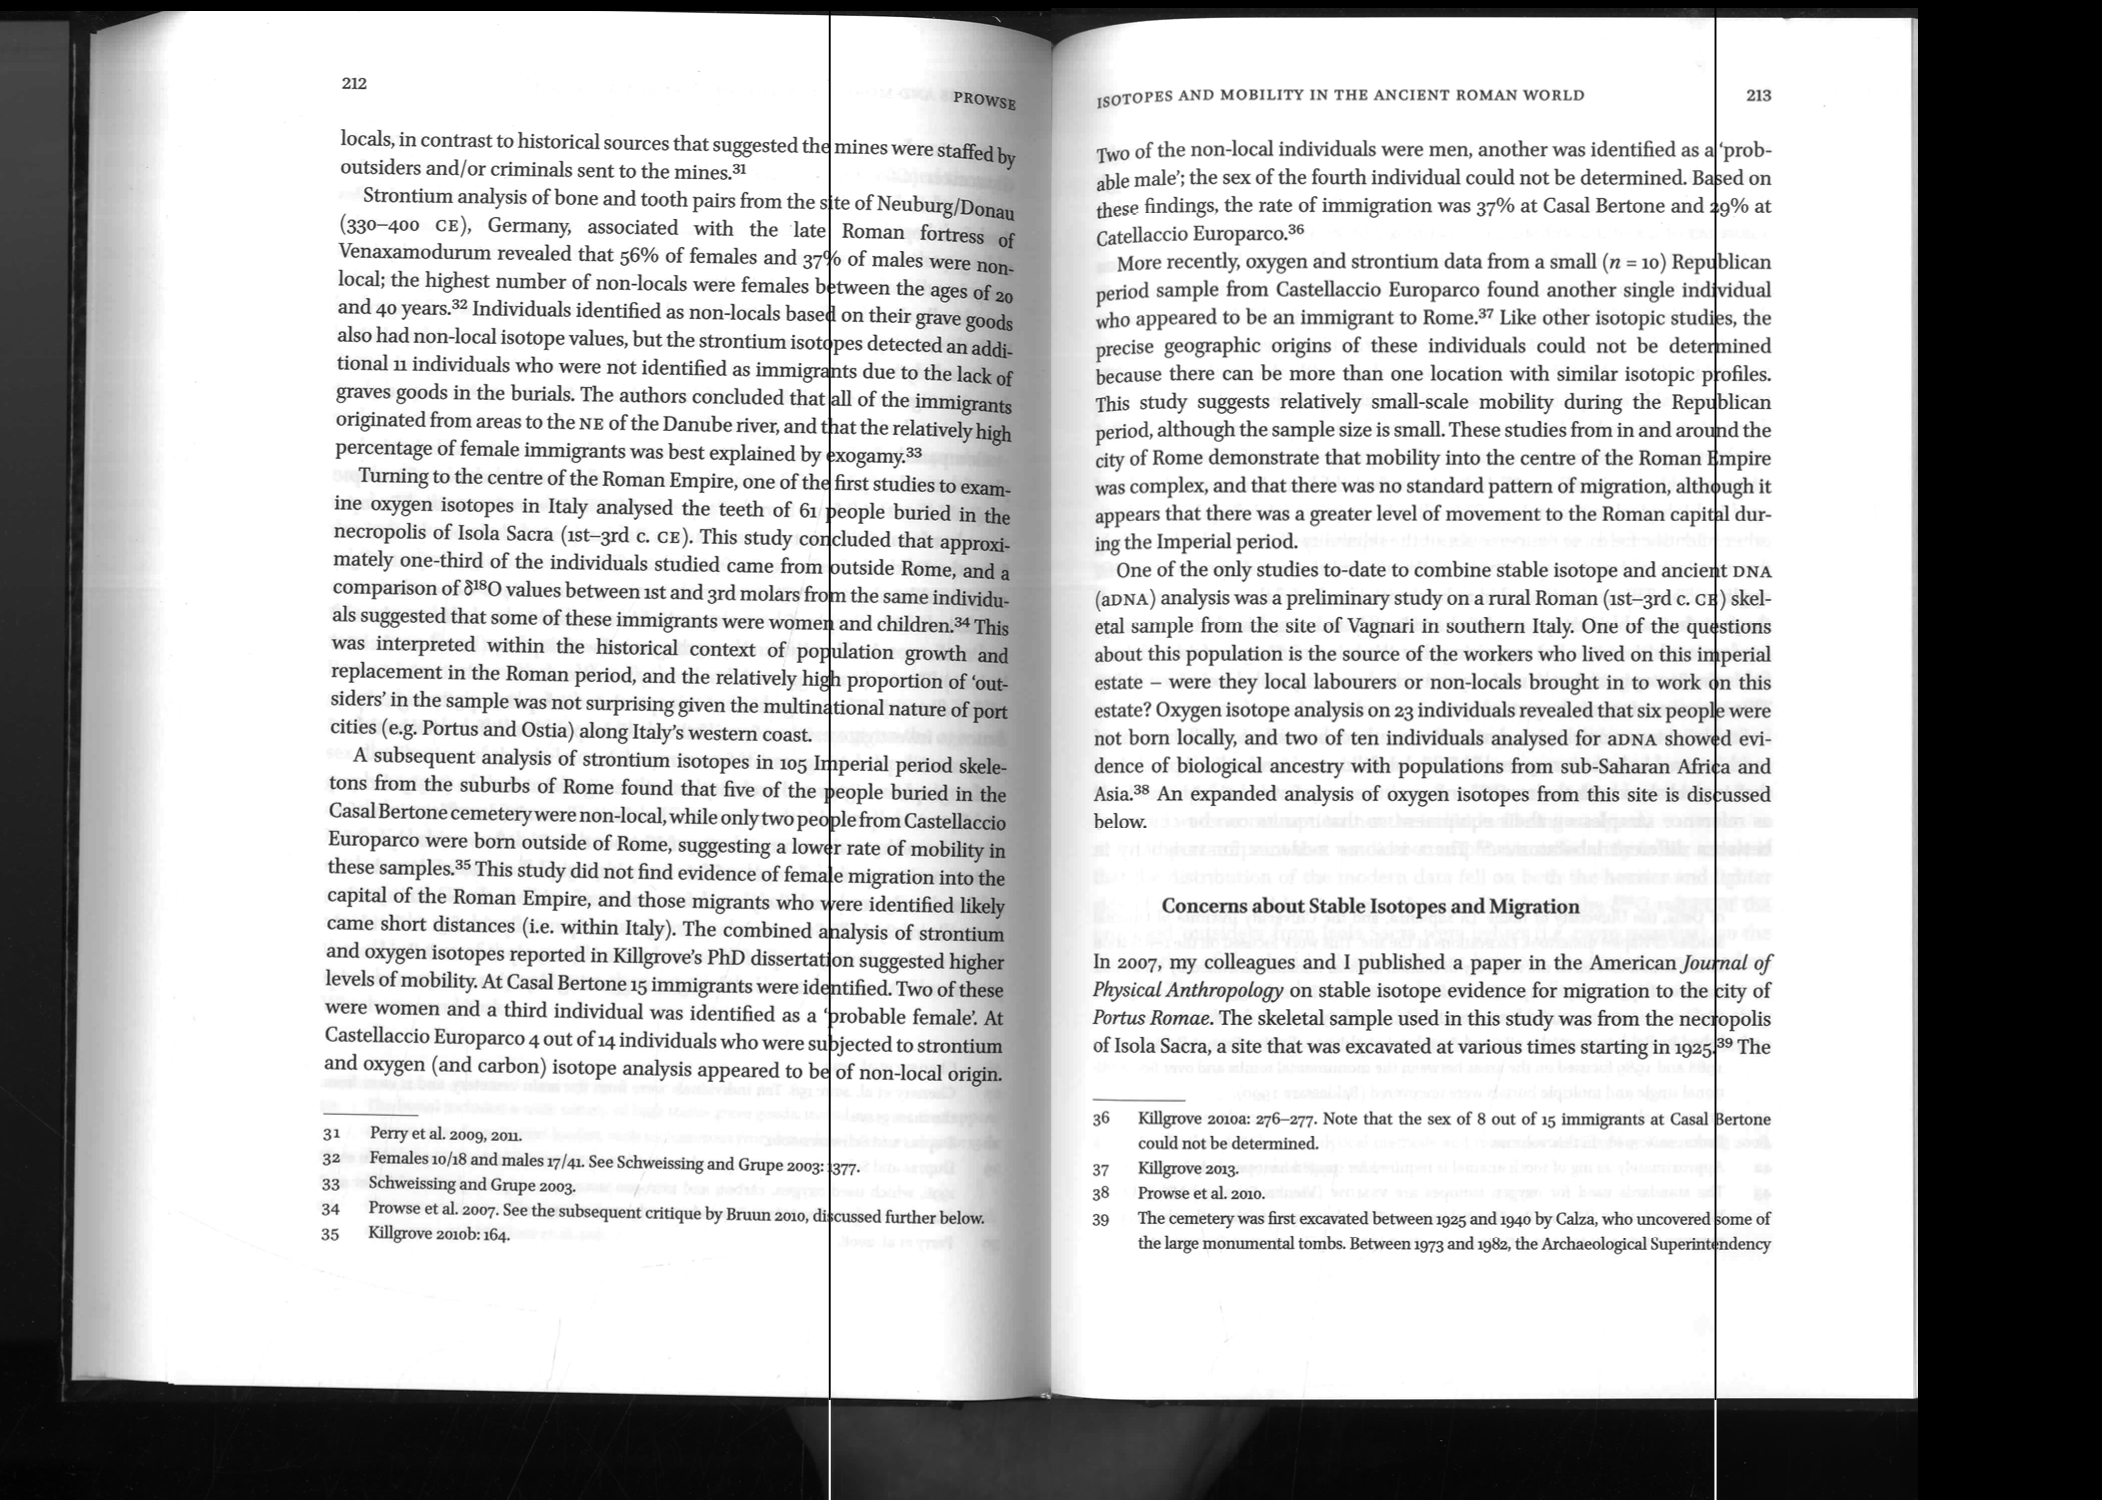 212
PROWSE
locals, in contrast to historical sources that suggested the mines were staffed by
outsiders and/or criminals sent to the mines.31
Strontium analysis of bone and tooth pairs from the site of Neuburg/Donau
(330–400 CE), Germany, associated with the late Roman fortress of
Venaxamodurum revealed that 56% of females and 37% of males were non-
local; the highest number of non-locals were females between the ages of 20
and 40 years.32 Individuals identified as non-locals based on their grave goods
also had non-local isotope values, but the strontium isotopes detected an addi-
tional 11 individuals who were not identified as immigrants due to the lack of
graves goods in the burials. The authors concluded that all of the immigrants
originated from areas to the NE of the Danube river, and that the relatively high
percentage of female immigrants was best explained by exogamy.33
Turning to the centre of the Roman Empire, one of the first studies to exam-
ine oxygen isotopes in Italy analysed the teeth of 61 people buried in the
necropolis of Isola Sacra (1st–3rd c. CE). This study concluded that approxi-
mately one-third of the individuals studied came from outside Rome, and a
comparison of δ18O values between 1st and 3rd molars from the same individu-
als suggested that some of these immigrants were women and children.34 This
was interpreted within the historical context of population growth and
replacement in the Roman period, and the relatively high proportion of ‘out-
siders’ in the sample was not surprising given the multinational nature of port
cities (e.g. Portus and Ostia) along Italy’s western coast.
A subsequent analysis of strontium isotopes in 105 Imperial period skele-
tons from the suburbs of Rome found that five of the people buried in the
Casal Bertone cemetery were non-local, while only two people from Castellaccio
Europarco were born outside of Rome, suggesting a lower rate of mobility in
these samples.35 This study did not find evidence of female migration into the
capital of the Roman Empire, and those migrants who were identified likely
came short distances (i.e. within Italy). The combined analysis of strontium
and oxygen isotopes reported in Killgrove’s PhD dissertation suggested higher
levels of mobility. At Casal Bertone 15 immigrants were identified. Two of these
were women and a third individual was identified as a ‘probable female’. At
Castellaccio Europarco 4 out of 14 individuals who were subjected to strontium
and oxygen (and carbon) isotope analysis appeared to be of non-local origin.
31 Perry et al. 2009, 2011.
32 Females 10/18 and males 17/41. See Schweissing and Grupe 2003: 1377.
33 Schweissing and Grupe 2003.
34 Prowse et al. 2007. See the subsequent critique by Bruun 2010, discussed further below.
35 Killgrove 2010b: 164.
ISOTOPES AND MOBILITY IN THE ANCIENT ROMAN WORLD
213
Two of the non-local individuals were men, another was identified as a ‘prob-
able male’; the sex of the fourth individual could not be determined. Based on
these findings, the rate of immigration was 37% at Casal Bertone and 29% at
Catellaccio Europarco.36
More recently, oxygen and strontium data from a small (n = 10) Republican
period sample from Castellaccio Europarco found another single individual
who appeared to be an immigrant to Rome.37 Like other isotopic studies, the
precise geographic origins of these individuals could not be determined
because there can be more than one location with similar isotopic profiles.
This study suggests relatively small-scale mobility during the Republican
period, although the sample size is small. These studies from in and around the
city of Rome demonstrate that mobility into the centre of the Roman Empire
was complex, and that there was no standard pattern of migration, although it
appears that there was a greater level of movement to the Roman capital dur-
ing the Imperial period.
One of the only studies to-date to combine stable isotope and ancient DNA
(aDNA) analysis was a preliminary study on a rural Roman (1st–3rd c. CE) skel-
etal sample from the site of Vagnari in southern Italy. One of the questions
about this population is the source of the workers who lived on this imperial
estate – were they local labourers or non-locals brought in to work on this
estate? Oxygen isotope analysis on 23 individuals revealed that six people were
not born locally, and two of ten individuals analysed for aDNA showed evi-
dence of biological ancestry with populations from sub-Saharan Africa and
Asia.38 An expanded analysis of oxygen isotopes from this site is discussed
below.
Concerns about Stable Isotopes and Migration
In 2007, my colleagues and I published a paper in the American Journal of
Physical Anthropology on stable isotope evidence for migration to the city of
Portus Romae. The skeletal sample used in this study was from the necropolis
of Isola Sacra, a site that was excavated at various times starting in 1925.39 The
36 Killgrove 2010a: 276–277. Note that the sex of 8 out of 15 immigrants at Casal Bertone
could not be determined.
37 Killgrove 2013.
38 Prowse et al. 2010.
39 The cemetery was first excavated between 1925 and 1940 by Calza, who uncovered some of
the large monumental tombs. Between 1973 and 1982, the Archaeological Superintendency